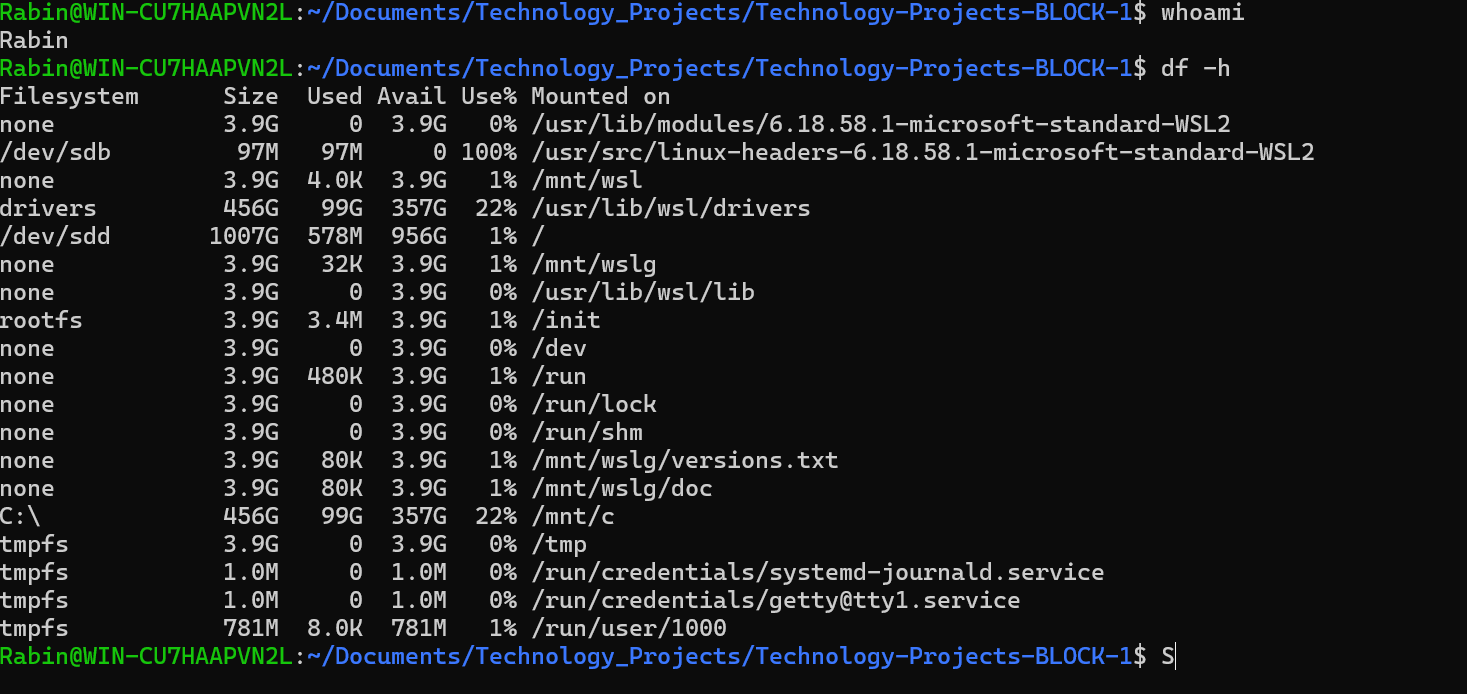 Rabin@WIN-CU7HAAPVN2L:~/Documents/Technology_Projects/Technology-Projects-BLOCK-1$ whoami
Rabin
Rabin@WIN-CU7HAAPVN2L:~/Documents/Technology_Projects/Technology-Projects-BLOCK-1$ df -h
Filesystem      Size  Used Avail Use% Mounted on
none            3.9G     0  3.9G   0% /usr/lib/modules/6.18.58.1-microsoft-standard-WSL2
/dev/sdb         97M   97M     0 100% /usr/src/linux-headers-6.18.58.1-microsoft-standard-WSL2
none            3.9G  4.0K  3.9G   1% /mnt/wsl
drivers         456G   99G  357G  22% /usr/lib/wsl/drivers
/dev/sdd       1007G  578M  956G   1% /
none            3.9G   32K  3.9G   1% /mnt/wslg
none            3.9G     0  3.9G   0% /usr/lib/wsl/lib
rootfs          3.9G  3.4M  3.9G   1% /init
none            3.9G     0  3.9G   0% /dev
none            3.9G  480K  3.9G   1% /run
none            3.9G     0  3.9G   0% /run/lock
none            3.9G     0  3.9G   0% /run/shm
none            3.9G   80K  3.9G   1% /mnt/wslg/versions.txt
none            3.9G   80K  3.9G   1% /mnt/wslg/doc
C:\             456G   99G  357G  22% /mnt/c
tmpfs           3.9G     0  3.9G   0% /tmp
tmpfs           1.0M     0  1.0M   0% /run/credentials/systemd-journald.service
tmpfs           1.0M     0  1.0M   0% /run/credentials/getty@tty1.service
tmpfs           781M  8.0K  781M   1% /run/user/1000
Rabin@WIN-CU7HAAPVN2L:~/Documents/Technology_Projects/Technology-Projects-BLOCK-1$ S